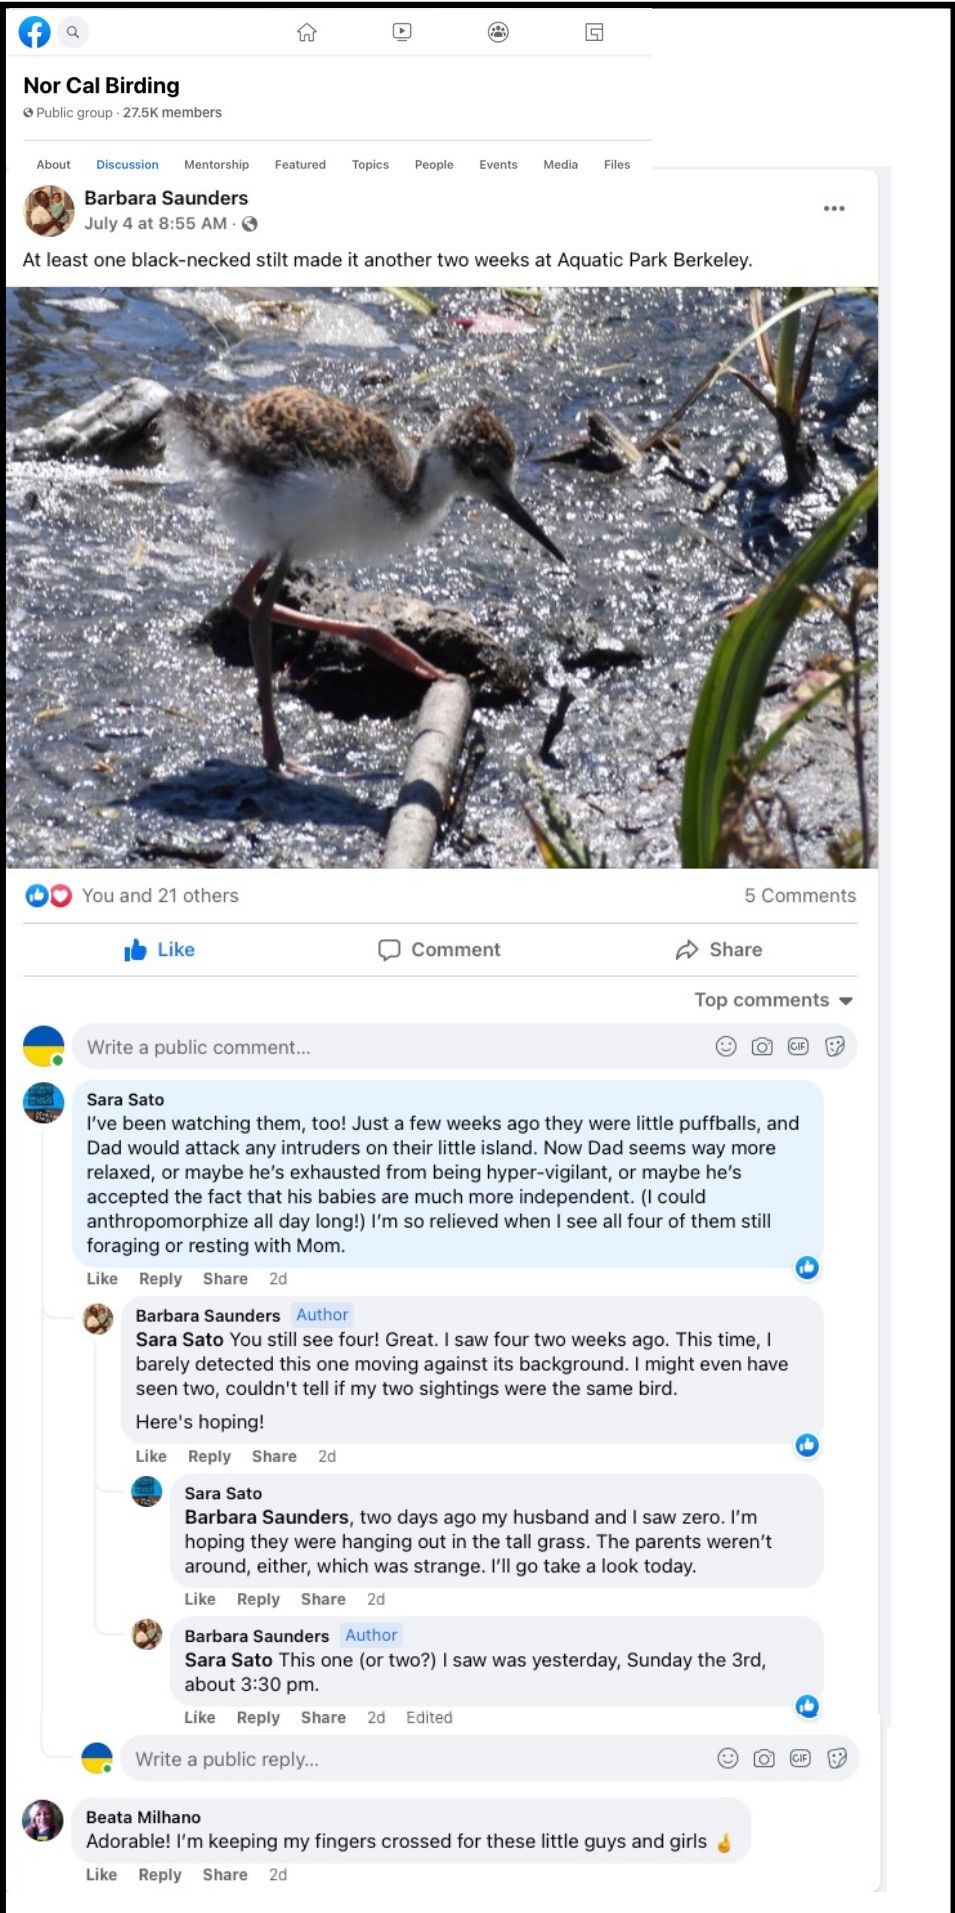 Nor Cal Birding
Public group · 27.5K members
About Discussion Mentorship Featured Topics People Events Media Files
Barbara Saunders
July 4 at 8:55 AM ·
At least one black-necked stilt made it another two weeks at Aquatic Park Berkeley.
You and 21 others 5 Comments
Like Comment Share
Top comments
Write a public comment...
GIF
Sara Sato
I've been watching them, too! Just a few weeks ago they were little puffballs, and
Dad would attack any intruders on their little island. Now Dad seems way more
relaxed, or maybe he's exhausted from being hyper-vigilant, or maybe he's
accepted the fact that his babies are much more independent. (I could
anthropomorphize all day long!) I'm so relieved when I see all four of them still
foraging or resting with Mom.
Like Reply Share 2d
Barbara Saunders Author
Sara Sato You still see four! Great. I saw four two weeks ago. This time, I
barely detected this one moving against its background. I might even have
seen two, couldn't tell if my two sightings were the same bird.
Here's hoping!
Like Reply Share 2d
Sara Sato
Barbara Saunders, two days ago my husband and I saw zero. I'm
hoping they were hanging out in the tall grass. The parents weren't
around, either, which was strange. I'll go take a look today.
Like Reply Share 2d
Barbara Saunders Author
Sara Sato This one (or two?) I saw was yesterday, Sunday the 3rd,
about 3:30 pm.
Like Reply Share 2d Edited
Write a public reply...
GIF
Beata Milhano
Adorable! I'm keeping my fingers crossed for these little guys and girls 🤞
Like Reply Share 2d